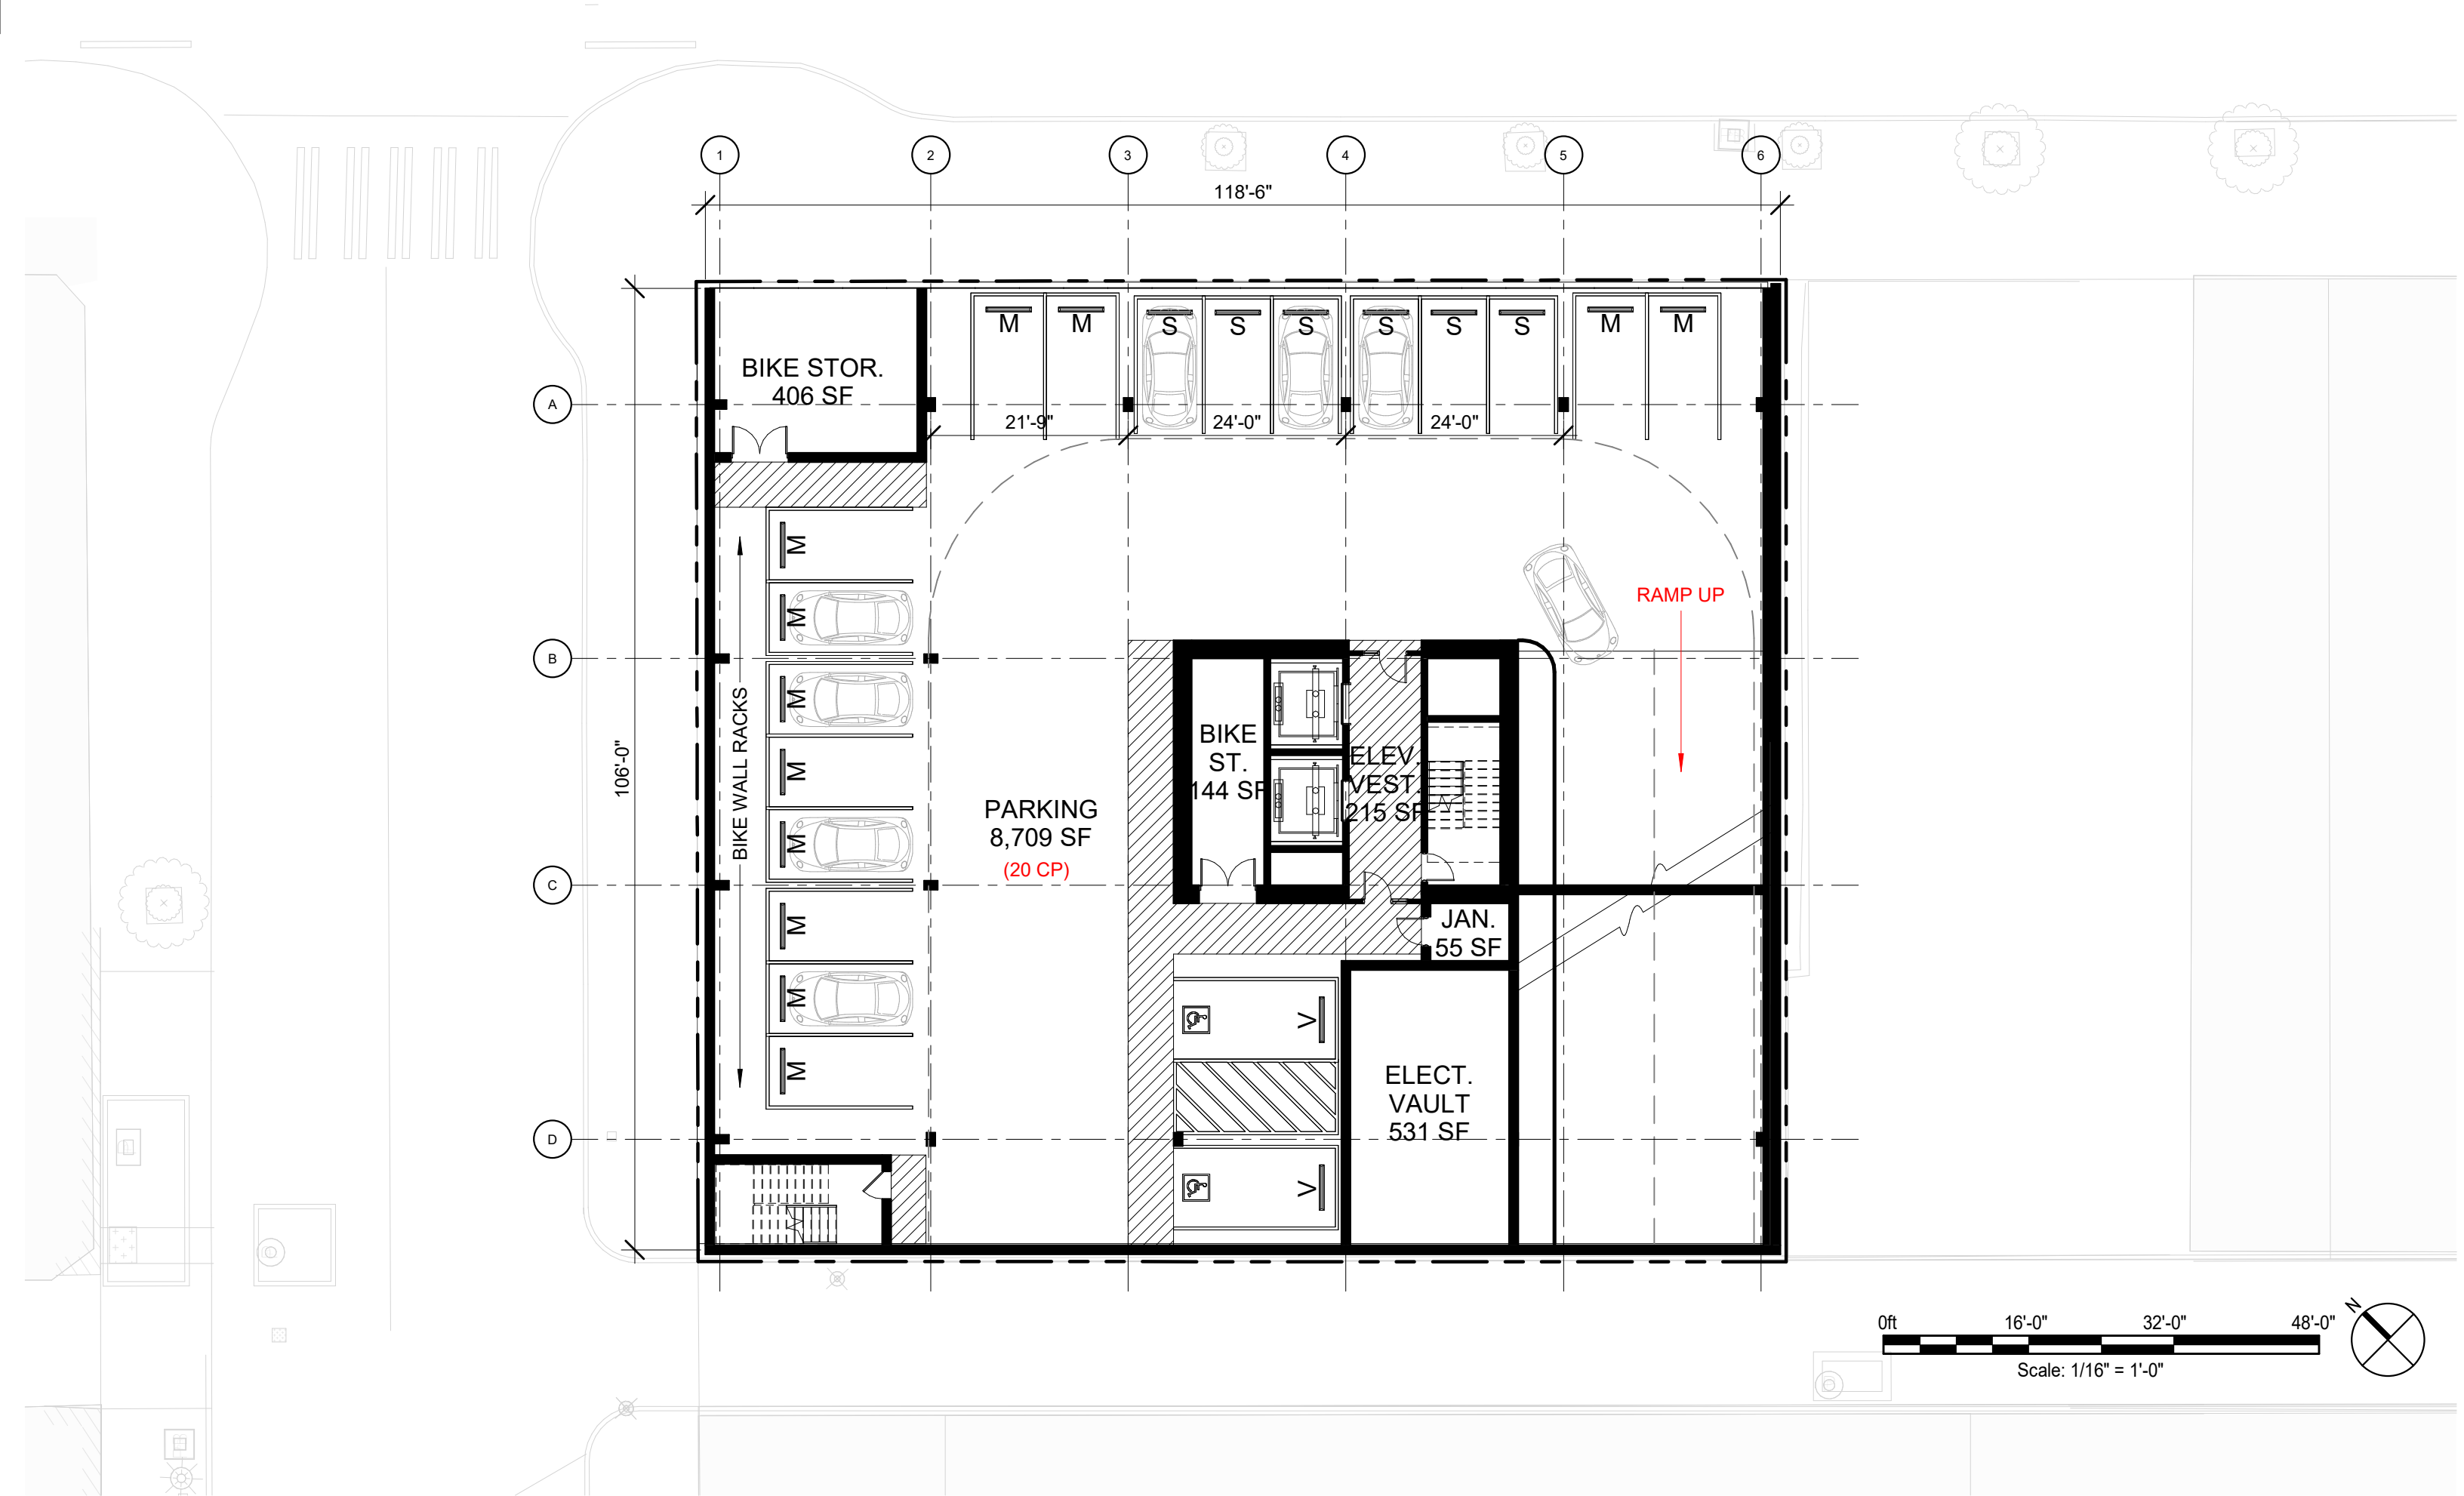 1
2
3
4
5
6
118'-6"
M
M
S
S
S
S
S
S
M
M
BIKE STOR.
406 SF
A
21'-9"
24'-0"
24'-0"
M
M
M
M
M
M
M
M
BIKE WALL RACKS
106'-0"
RAMP UP
B
BIKE
ST.
144 SF
ELEV.
VEST.
215 SF
PARKING
8,709 SF
(20 CP)
C
JAN.
55 SF
V
ELECT.
VAULT
531 SF
D
V
N
0ft
16'-0"
32'-0"
48'-0"
Scale: 1/16" = 1'-0"